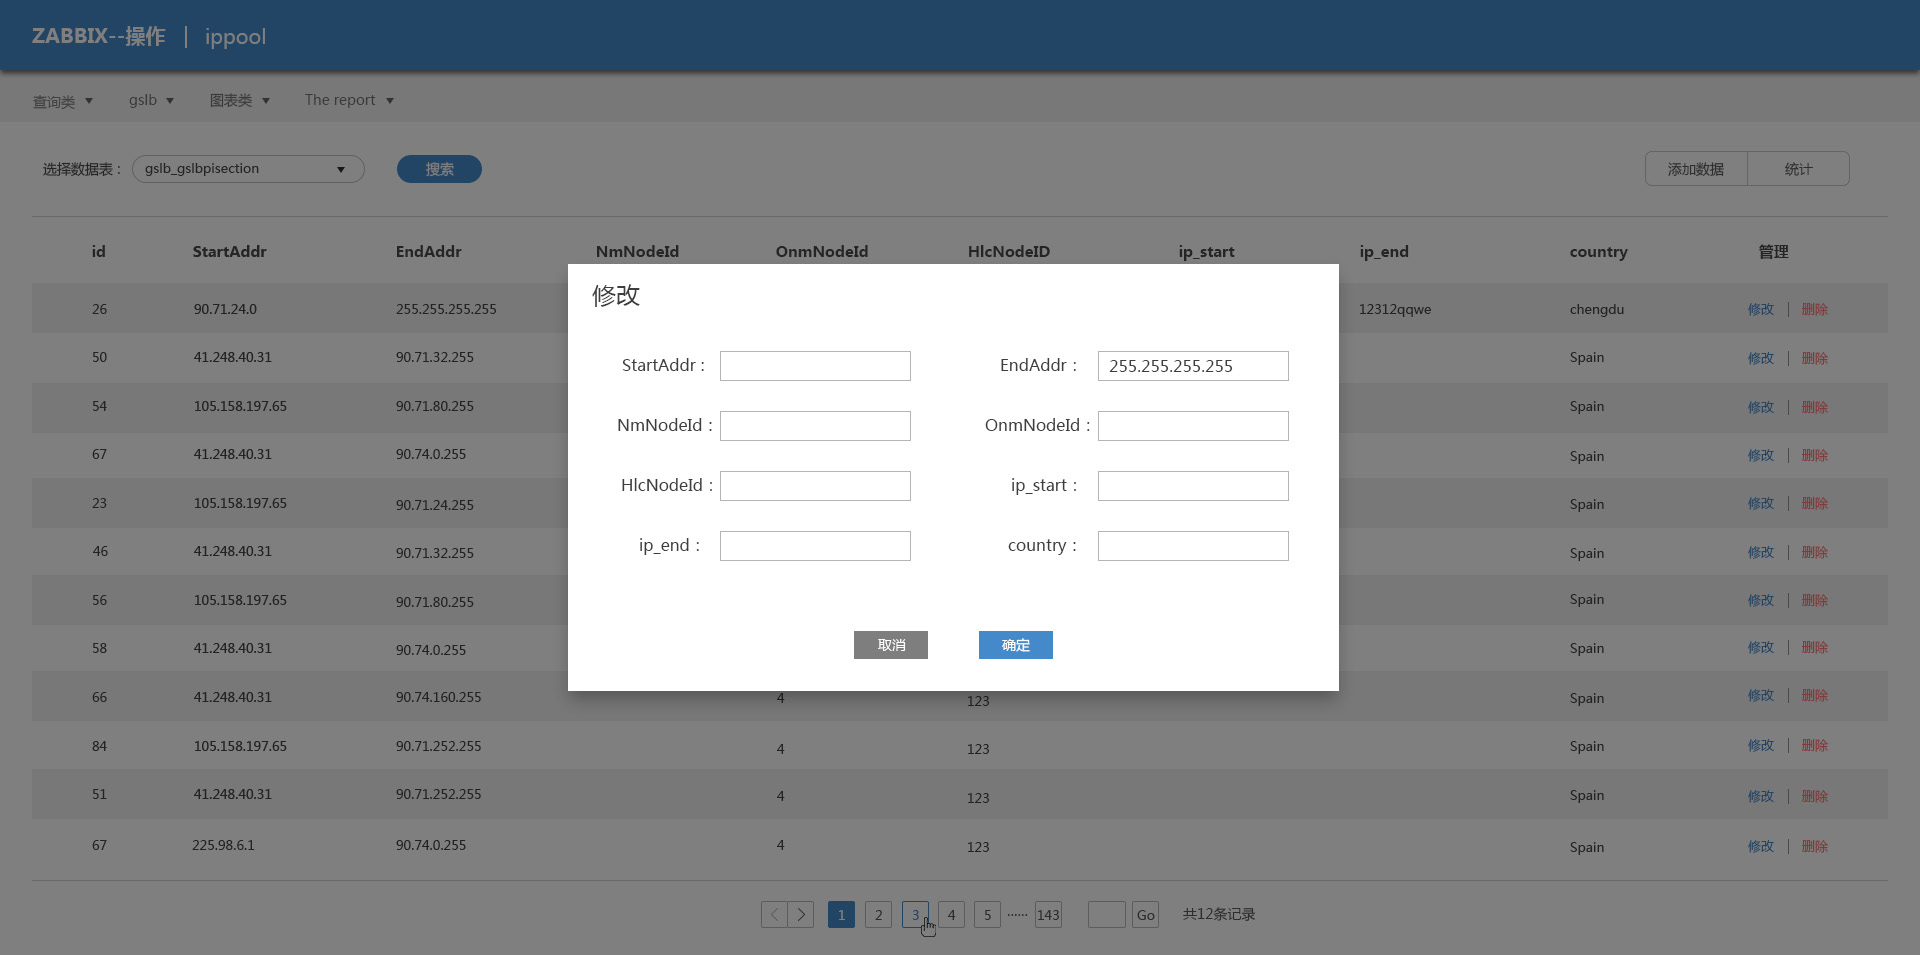 ZABBIX--操作 | ippool
查询类 gslb 图表类 The report
选择数据表： gslb_gslbpisection 搜索 添加数据 统计
id StartAddr EndAddr NmNodeId OnmNodeId HlcNodeID ip_start ip_end country 管理
26 90.71.24.0 255.255.255.255 12312qqwe chengdu 修改 | 删除
50 41.248.40.31 90.71.32.255 Spain 修改 | 删除
54 105.158.197.65 90.71.80.255 Spain 修改 | 删除
67 41.248.40.31 90.74.0.255 Spain 修改 | 删除
23 105.158.197.65 90.71.24.255 Spain 修改 | 删除
46 41.248.40.31 90.71.32.255 Spain 修改 | 删除
56 105.158.197.65 90.71.80.255 Spain 修改 | 删除
58 41.248.40.31 90.74.0.255 Spain 修改 | 删除
66 41.248.40.31 90.74.160.255 4 123 Spain 修改 | 删除
84 105.158.197.65 90.71.252.255 4 123 Spain 修改 | 删除
51 41.248.40.31 90.71.252.255 4 123 Spain 修改 | 删除
67 225.98.6.1 90.74.0.255 4 123 Spain 修改 | 删除
修改
StartAddr： EndAddr： 255.255.255.255
NmNodeId： OnmNodeId：
HlcNodeId： ip_start：
ip_end： country：
取消 确定
< > 1 2 3 4 5 ······ 143 Go 共12条记录